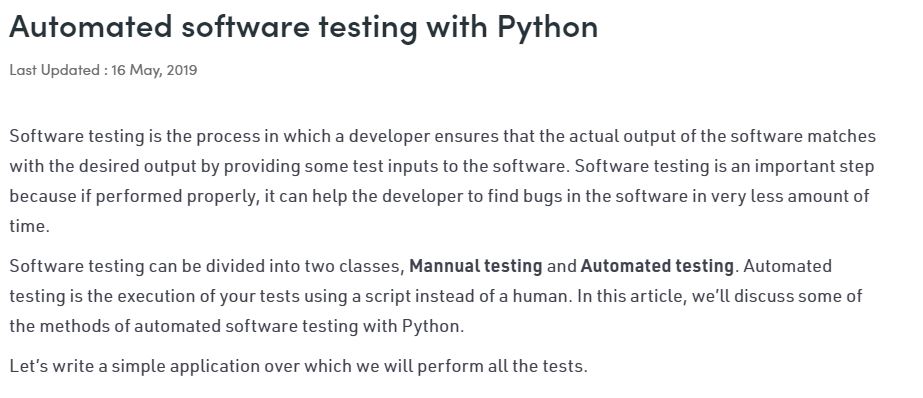 Automated software testing with Python
Last Updated : 16 May, 2019
Software testing is the process in which a developer ensures that the actual output of the software matches
with the desired output by providing some test inputs to the software. Software testing is an important step
because if performed properly, it can help the developer to find bugs in the software in very less amount of
time.
Software testing can be divided into two classes, Mannual testing and Automated testing. Automated
testing is the execution of your tests using a script instead of a human. In this article, we’ll discuss some of
the methods of automated software testing with Python.
Let’s write a simple application over which we will perform all the tests.